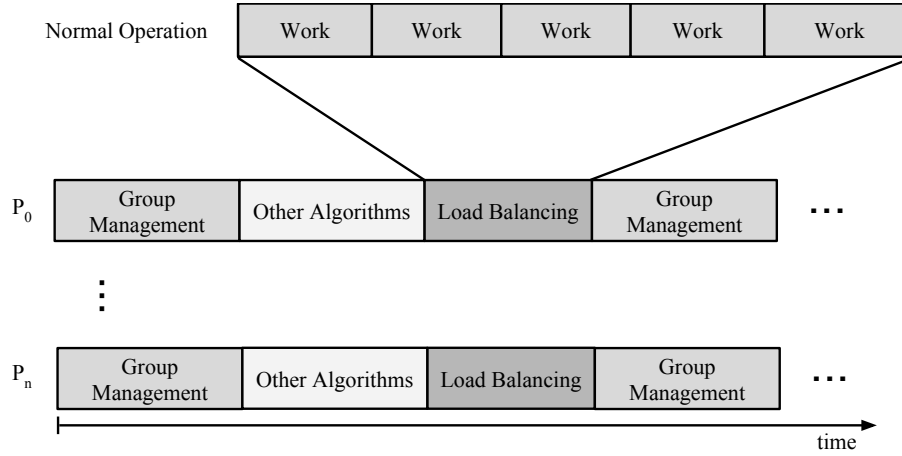 Normal Operation Work Work Work Work Work
P0 Group Management Other Algorithms Load Balancing Group Management ...
⋮
Pn Group Management Other Algorithms Load Balancing Group Management ...
time